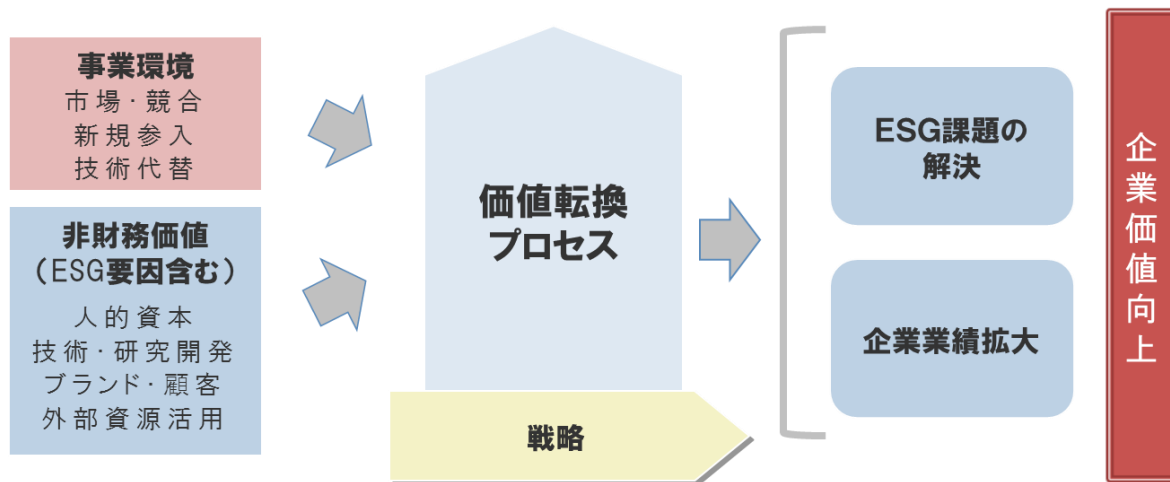 事業環境
市場・競合
新規参入
技術代替
非財務価値
（ESG要因含む）
人的資本
技術・研究開発
ブランド・顧客
外部資源活用
価値転換
プロセス
戦略
ESG課題の
解決
企業業績拡大
企業価値向上